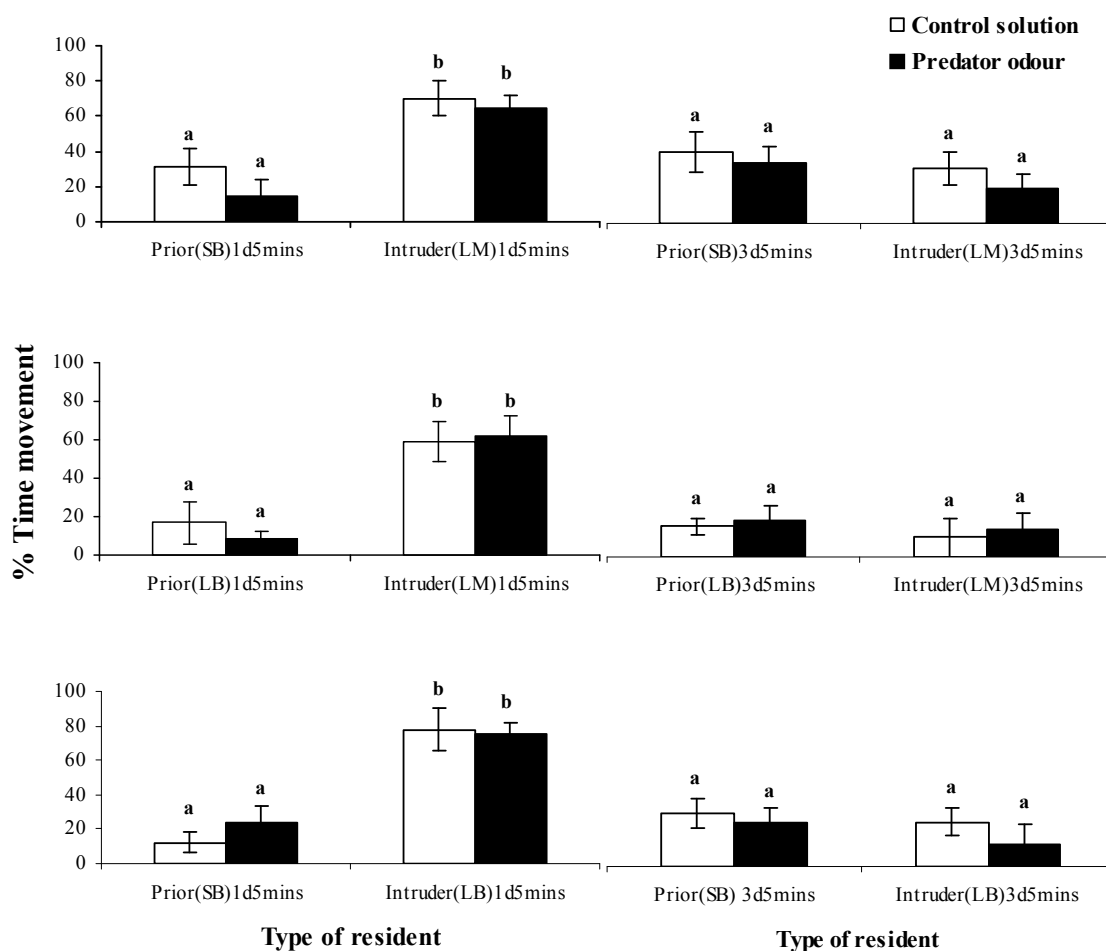 Control solution
Predator odour
100
80
60
40
20
0
a
a
b
b
a
a
a
a
Prior(SB)1d5mins
Intruder(LM)1d5mins
Prior(SB)3d5mins
Intruder(LM)3d5mins
% Time movement
100
80
60
40
20
0
a
a
b
b
a
a
a
a
Prior(LB)1d5mins
Intruder(LM)1d5mins
Prior(LB)3d5mins
Intruder(LM)3d5mins
100
80
60
40
20
0
a
a
b
b
a
a
a
a
Prior(SB)1d5mins
Intruder(LB)1d5mins
Prior(SB) 3d5mins
Intruder(LB)3d5mins
Type of resident
Type of resident